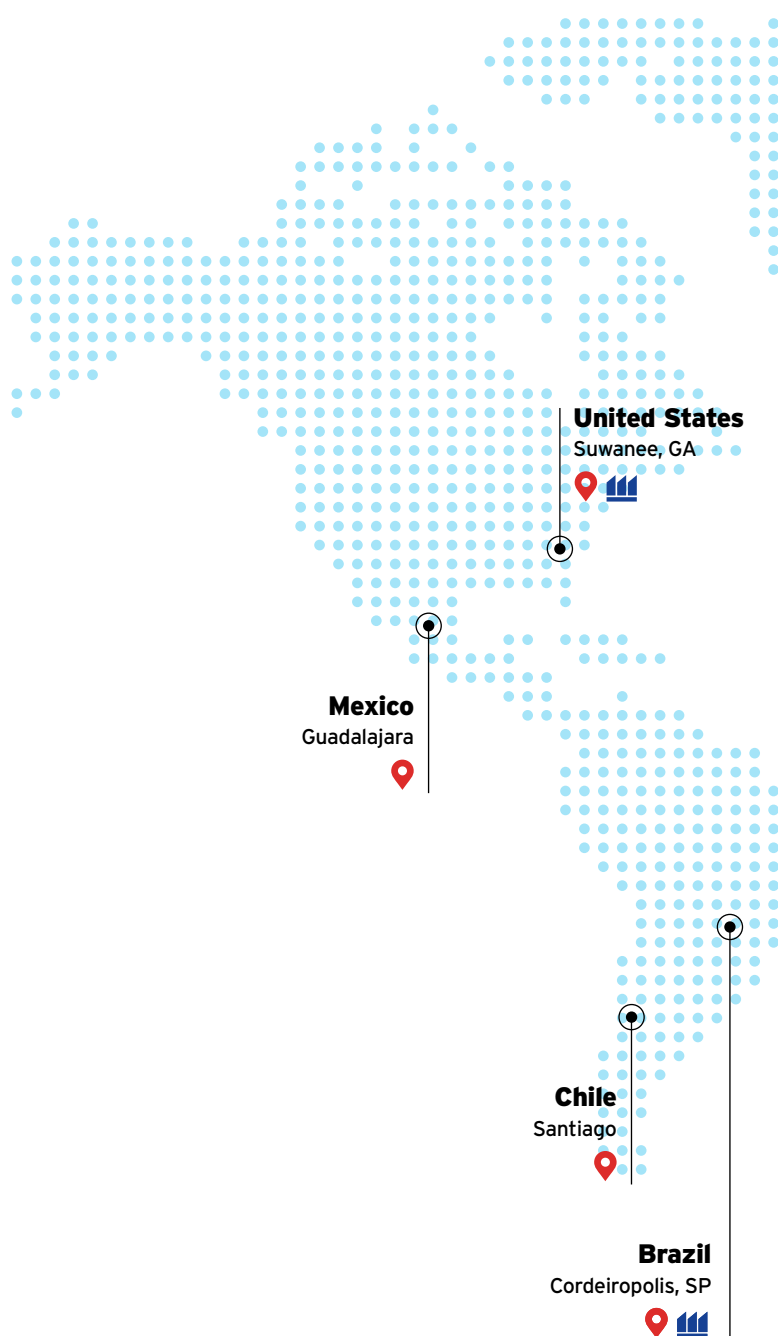 United States
Suwanee, GA
Mexico
Guadalajara
Chile
Santiago
Brazil
Cordeiropolis, SP